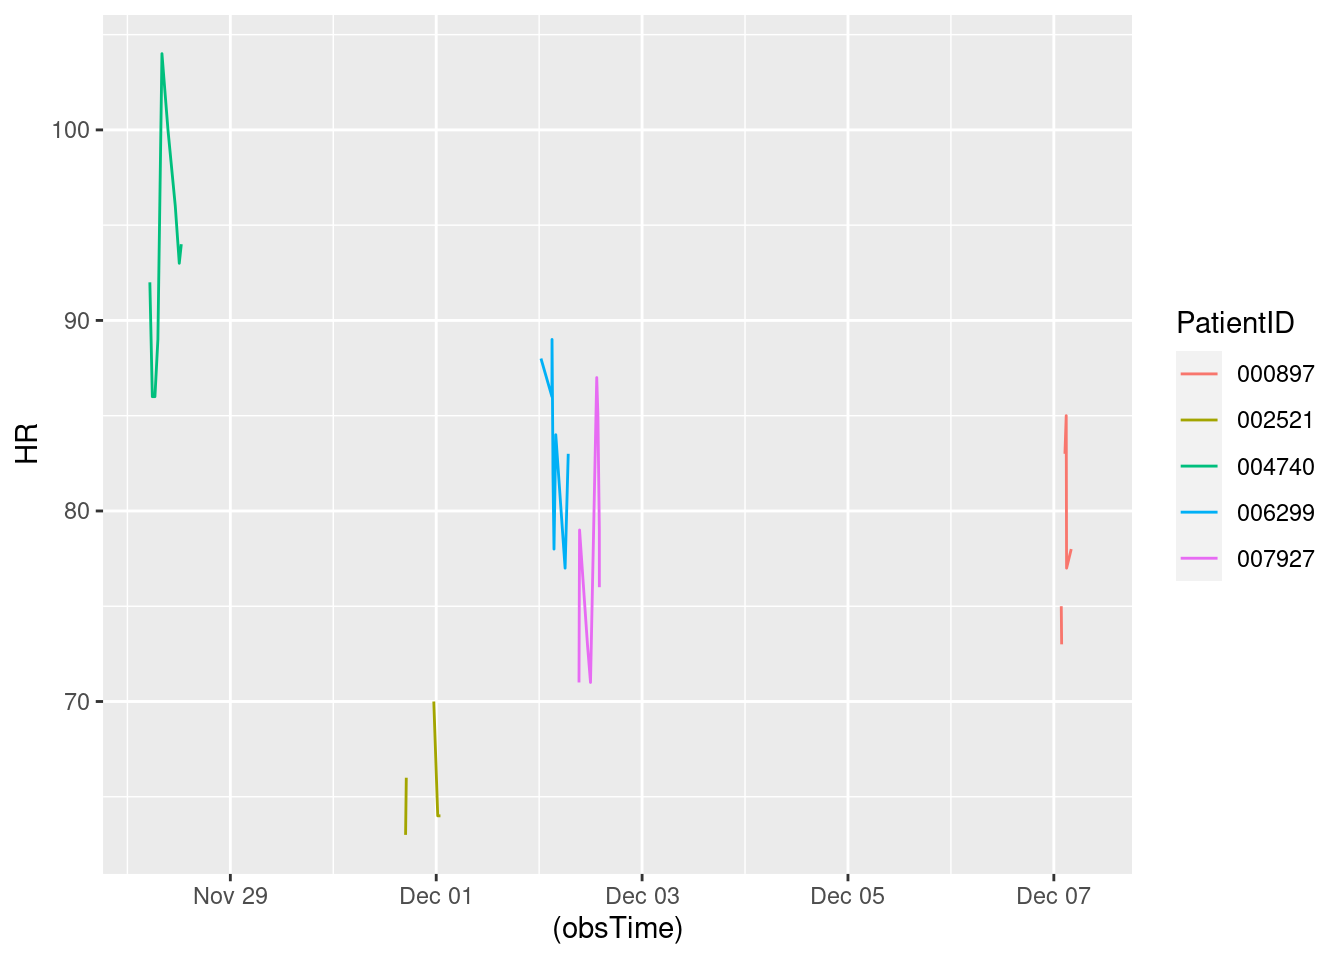 HR
100
90
80
70
Nov 29
Dec 01
Dec 03
Dec 05
Dec 07
(obsTime)
PatientID
000897
002521
004740
006299
007927